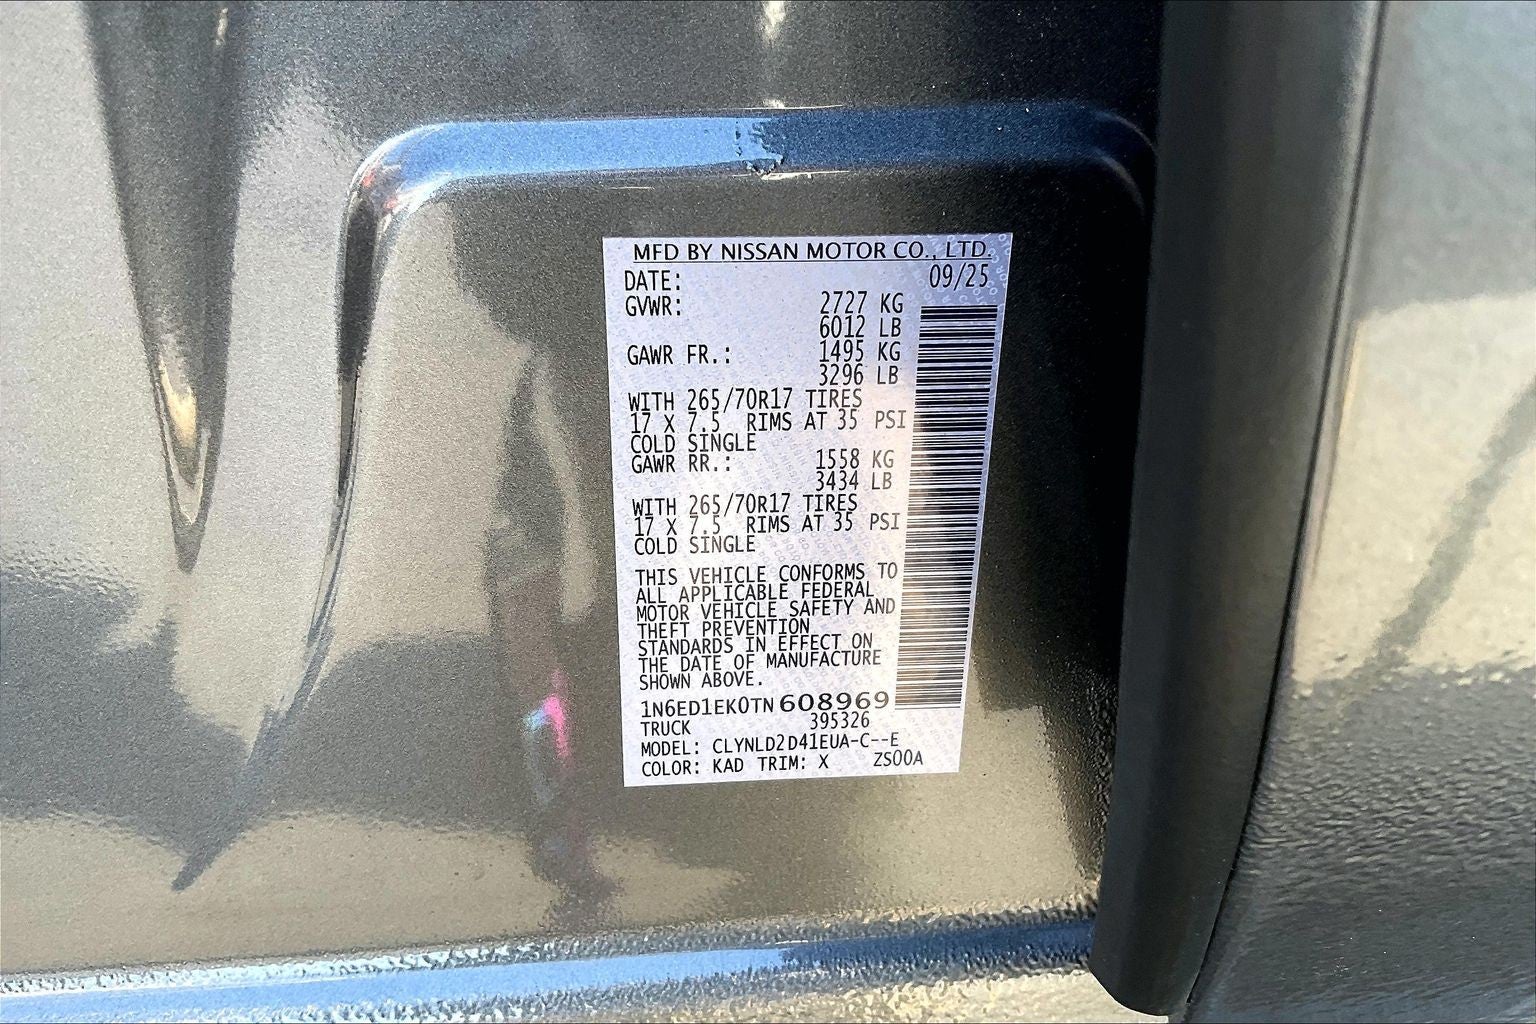 MFD BY NISSAN MOTOR CO., LTD.
DATE: 09/25
GVWR: 2727 KG
6012 LB
GAWR FR.: 1495 KG
3296 LB
WITH 265/70R17 TIRES
17 X 7.5 RIMS AT 35 PSI
COLD SINGLE
GAWR RR.: 1558 KG
3434 LB
WITH 265/70R17 TIRES
17 X 7.5 RIMS AT 35 PSI
COLD SINGLE
THIS VEHICLE CONFORMS TO
ALL APPLICABLE FEDERAL
MOTOR VEHICLE SAFETY AND
THEFT PREVENTION
STANDARDS IN EFFECT ON
THE DATE OF MANUFACTURE
SHOWN ABOVE.
1N6ED1EK0TN608969
TRUCK 395326
MODEL: CLYNLD2D41EUA-C--E
COLOR: KAD TRIM: X ZS00A